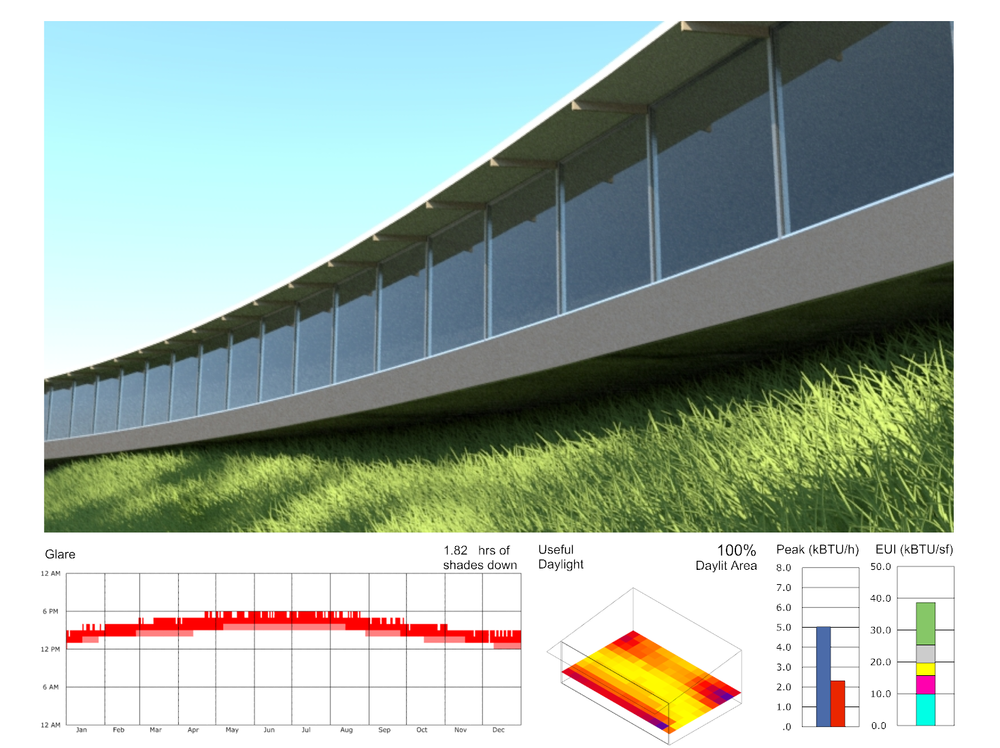 Glare
1.82 hrs of
shades down
12 AM
6 PM
12 PM
6 AM
12 AM
Jan Feb Mar Apr May Jun Jul Aug Sep Oct Nov Dec
Useful
Daylight
100%
Daylit Area
Peak (kBTU/h)
8.0
7.0
6.0
5.0
4.0
3.0
2.0
1.0
.0
EUI (kBTU/sf)
50.0
40.0
30.0
20.0
10.0
0.0